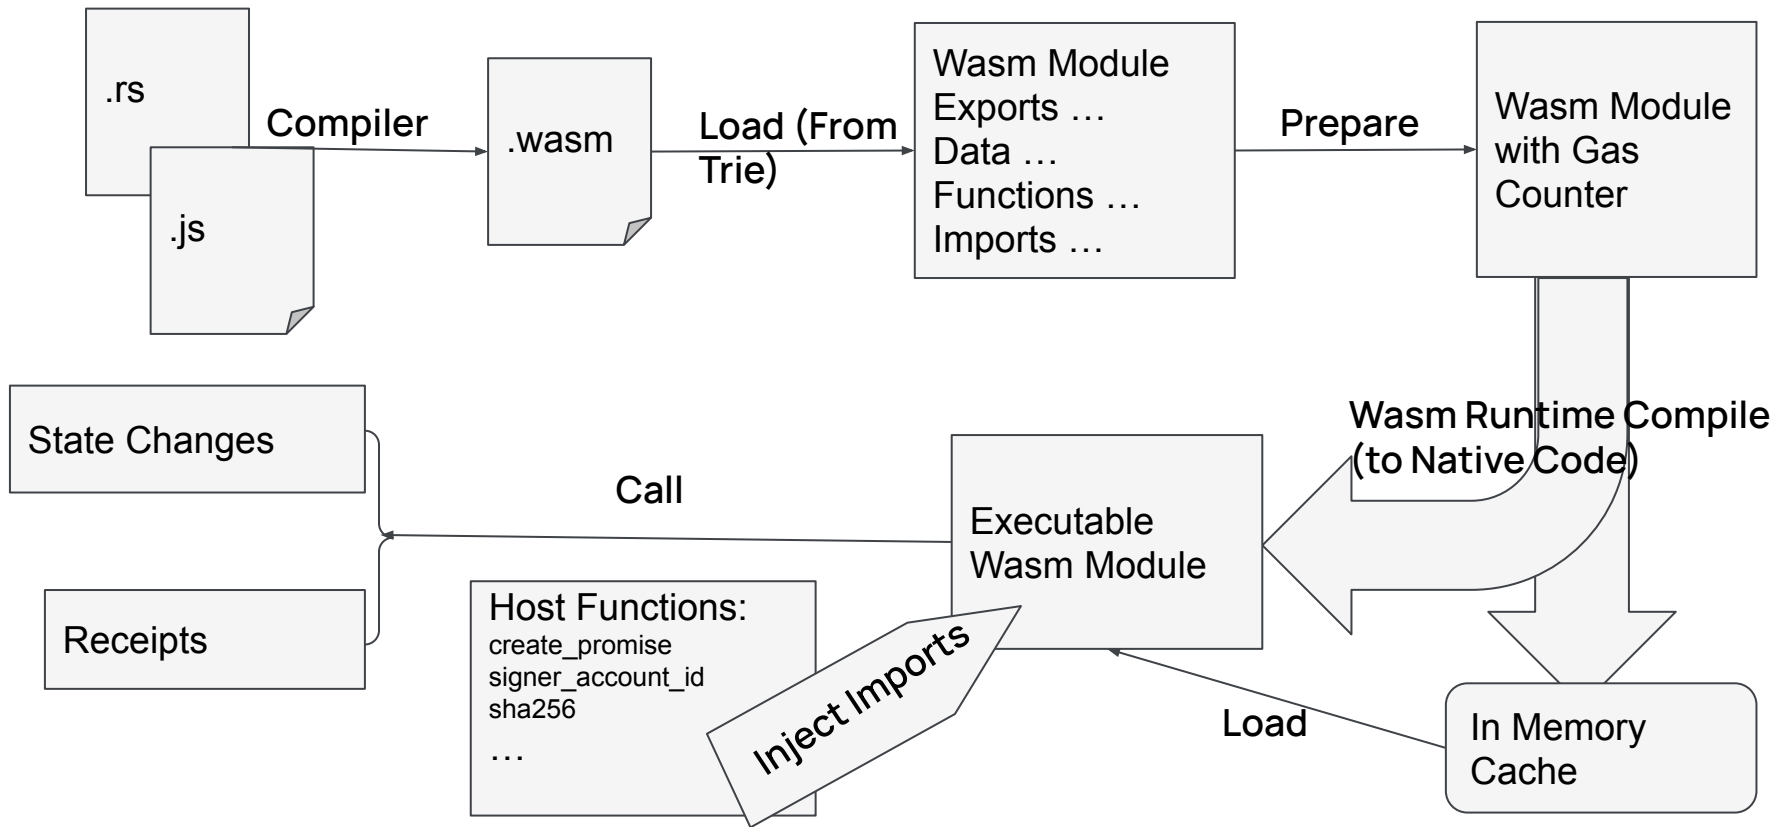 .rs
.js
Compiler
.wasm
Load (From
Trie)
Wasm Module
Exports …
Data …
Functions …
Imports …
Prepare
Wasm Module
with Gas
Counter
Wasm Runtime Compile
(to Native Code)
State Changes
Receipts
Call
Executable
Wasm Module
Host Functions:
create_promise
signer_account_id
sha256
…
Inject Imports
Load
In Memory
Cache